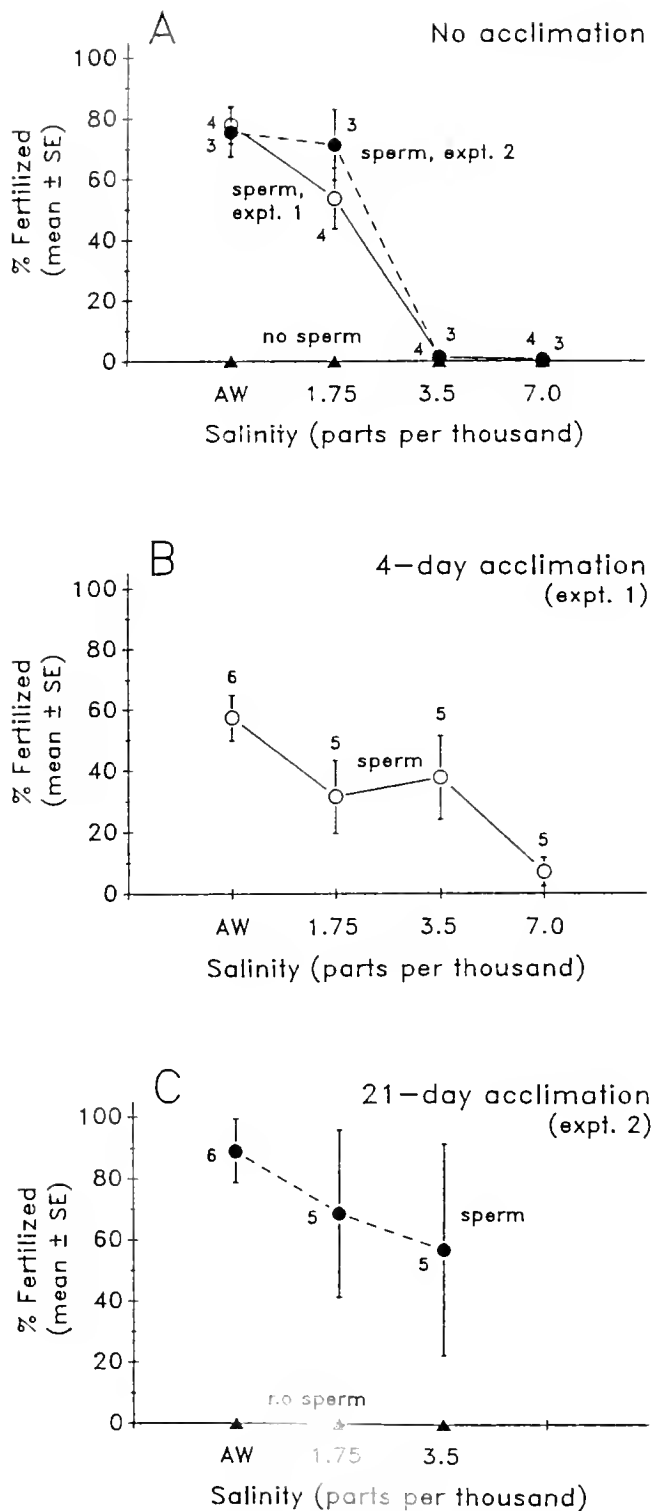 A
No acclimation
% Fertilized
(mean ± SE)
100
80
60
40
20
0
4
3
3
sperm, expt. 2
sperm,
expt. 1
4
no sperm
3
4
4
3
AW
1.75
3.5
7.0
Salinity (parts per thousand)
B
4-day acclimation
(expt. 1)
% Fertilized
(mean ± SE)
100
80
60
40
20
0
6
5
sperm
5
5
AW
1.75
3.5
7.0
Salinity (parts per thousand)
C
21-day acclimation
(expt. 2)
% Fertilized
(mean ± SE)
100
80
60
40
20
0
6
5
sperm
5
no sperm
AW
1.75
3.5
Salinity (parts per thousand)